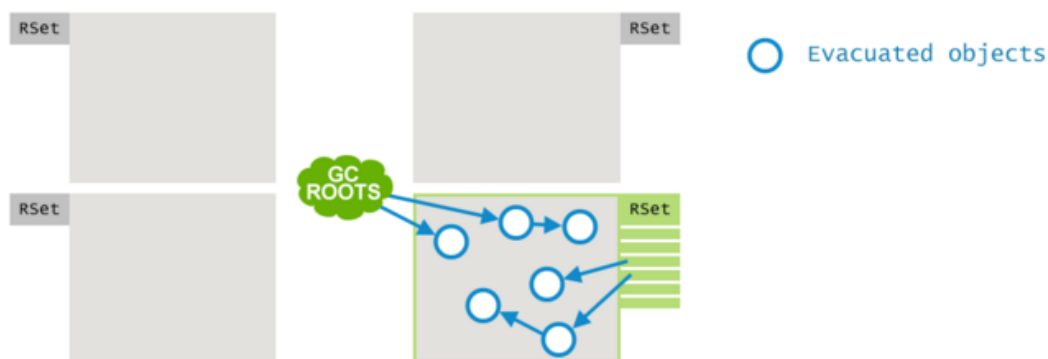 RSet
RSet
Evacuated objects
GC
ROOTS
RSet
RSet